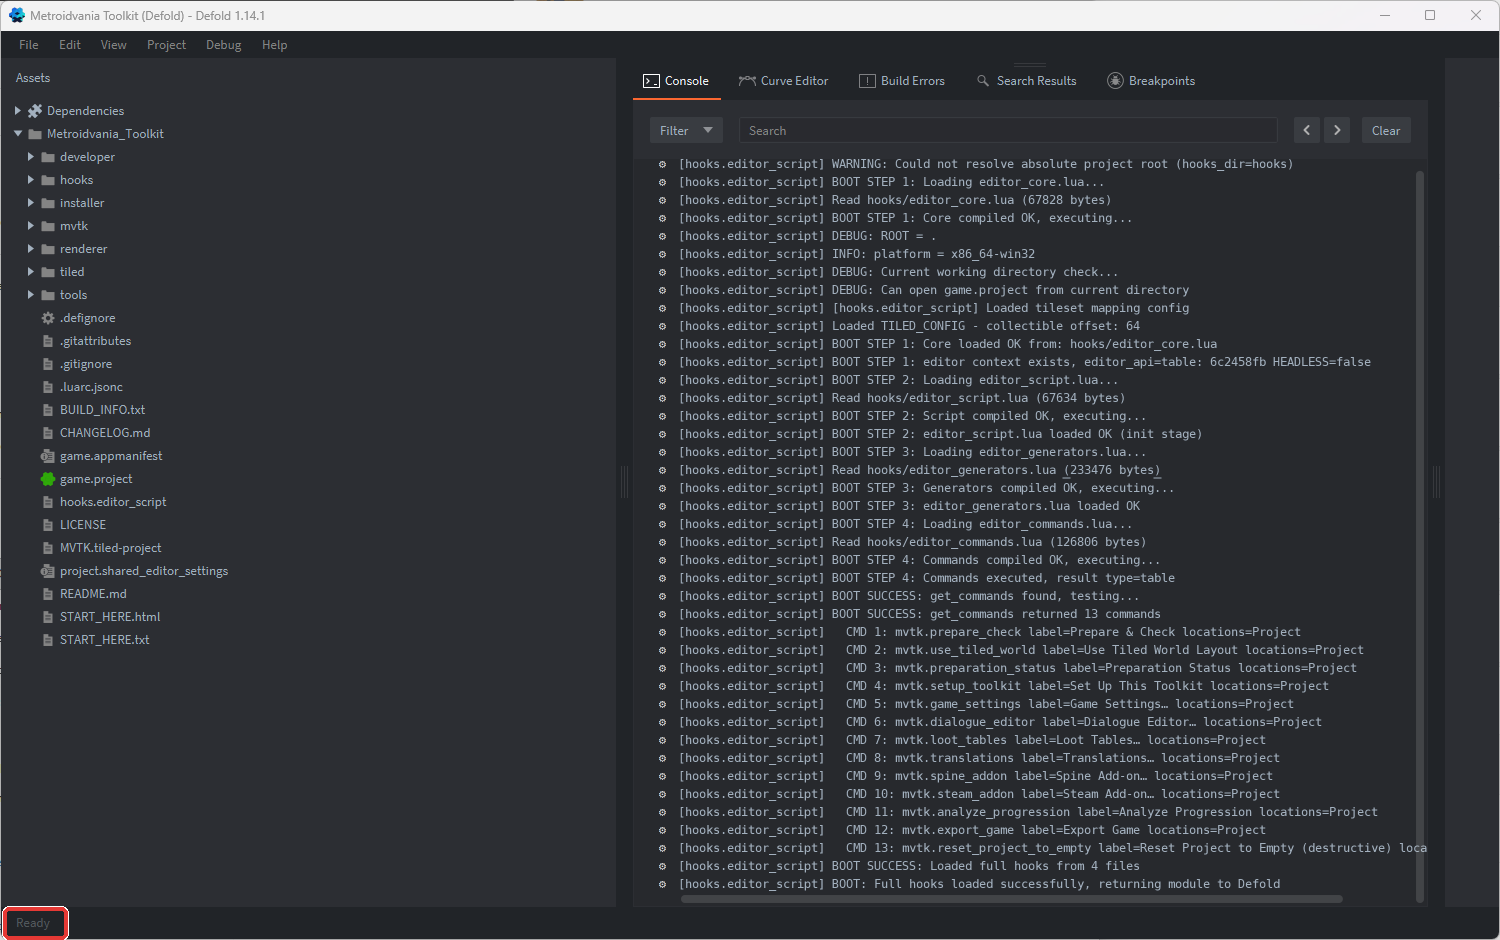 Metroidvania Toolkit (Defold) - Defold 1.14.1
File Edit View Project Debug Help
Assets
Dependencies
Metroidvania_Toolkit
developer
hooks
installer
mvtk
renderer
tiled
tools
.defignore
.gitattributes
.gitignore
.luarc.jsonc
BUILD_INFO.txt
CHANGELOG.md
game.appmanifest
game.project
hooks.editor_script
LICENSE
MVTK.tiled-project
project.shared_editor_settings
README.md
START_HERE.html
START_HERE.txt
Console Curve Editor Build Errors Search Results Breakpoints
Filter Search Clear
[hooks.editor_script] WARNING: Could not resolve absolute project root (hooks_dir=hooks)
[hooks.editor_script] BOOT STEP 1: Loading editor_core.lua...
[hooks.editor_script] Read hooks/editor_core.lua (67828 bytes)
[hooks.editor_script] BOOT STEP 1: Core compiled OK, executing...
[hooks.editor_script] DEBUG: ROOT = .
[hooks.editor_script] INFO: platform = x86_64-win32
[hooks.editor_script] DEBUG: Current working directory check...
[hooks.editor_script] DEBUG: Can open game.project from current directory
[hooks.editor_script] [hooks.editor_script] Loaded tileset mapping config
[hooks.editor_script] Loaded TILED_CONFIG - collectible offset: 64
[hooks.editor_script] BOOT STEP 1: Core loaded OK from: hooks/editor_core.lua
[hooks.editor_script] BOOT STEP 1: editor context exists, editor_api=table: 6c2458fb HEADLESS=false
[hooks.editor_script] BOOT STEP 2: Loading editor_script.lua...
[hooks.editor_script] Read hooks/editor_script.lua (67634 bytes)
[hooks.editor_script] BOOT STEP 2: Script compiled OK, executing...
[hooks.editor_script] BOOT STEP 2: editor_script.lua loaded OK (init stage)
[hooks.editor_script] BOOT STEP 3: Loading editor_generators.lua...
[hooks.editor_script] Read hooks/editor_generators.lua (233476 bytes)
[hooks.editor_script] BOOT STEP 3: Generators compiled OK, executing...
[hooks.editor_script] BOOT STEP 3: editor_generators.lua loaded OK
[hooks.editor_script] BOOT STEP 4: Loading editor_commands.lua...
[hooks.editor_script] Read hooks/editor_commands.lua (126806 bytes)
[hooks.editor_script] BOOT STEP 4: Commands compiled OK, executing...
[hooks.editor_script] BOOT STEP 4: Commands executed, result type=table
[hooks.editor_script] BOOT SUCCESS: get_commands found, testing...
[hooks.editor_script] BOOT SUCCESS: get_commands returned 13 commands
[hooks.editor_script] CMD 1: mvtk.prepare_check label=Prepare & Check locations=Project
[hooks.editor_script] CMD 2: mvtk.use_tiled_world label=Use Tiled World Layout locations=Project
[hooks.editor_script] CMD 3: mvtk.preparation_status label=Preparation Status locations=Project
[hooks.editor_script] CMD 4: mvtk.setup_toolkit label=Set Up This Toolkit locations=Project
[hooks.editor_script] CMD 5: mvtk.game_settings label=Game Settings… locations=Project
[hooks.editor_script] CMD 6: mvtk.dialogue_editor label=Dialogue Editor… locations=Project
[hooks.editor_script] CMD 7: mvtk.loot_tables label=Loot Tables… locations=Project
[hooks.editor_script] CMD 8: mvtk.translations label=Translations… locations=Project
[hooks.editor_script] CMD 9: mvtk.spine_addon label=Spine Add-on… locations=Project
[hooks.editor_script] CMD 10: mvtk.steam_addon label=Steam Add-on… locations=Project
[hooks.editor_script] CMD 11: mvtk.analyze_progression label=Analyze Progression locations=Project
[hooks.editor_script] CMD 12: mvtk.export_game label=Export Game locations=Project
[hooks.editor_script] CMD 13: mvtk.reset_project_to_empty label=Reset Project to Empty (destructive) loca
[hooks.editor_script] BOOT SUCCESS: Loaded full hooks from 4 files
[hooks.editor_script] BOOT: Full hooks loaded successfully, returning module to Defold
Ready